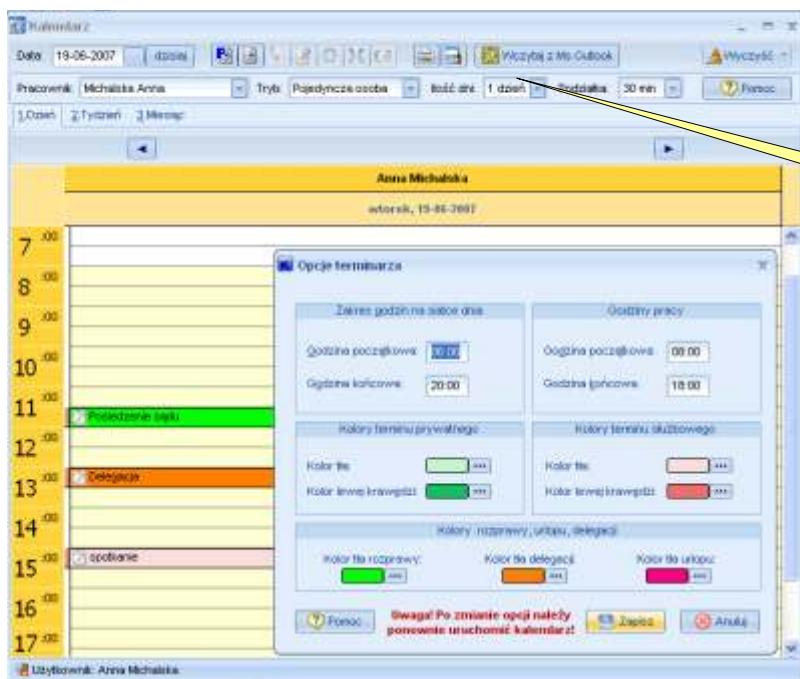 Kalendarz
Data: 19-06-2007 dzisiaj Wczytaj z Ms Outlook Wyczyść
Pracownik: Michalska Anna Tryb: Pojedyncza osoba Ilość dni: 1 dzień Podziałka: 30 min Pomoc
1.Dzień 2.Tydzień 3.Miesiąc
Anna Michalska
wtorek, 19-06-2007
7 :00
8 :00
9 :00
10 :00
11 :00
12 :00
13 :00
14 :00
15 :00
16 :00
17 :00
Posiedzenie sądu
Delegacja
spotkanie
Opcje terminarza
Zakres godzin na siatce dnia
Godzina początkowa:
Godzina końcowa: 20:00
Godziny pracy
Godzina początkowa: 08:00
Godzina końcowa: 18:00
Kolory terminu prywatnego
Kolor tła:
Kolor lewej krawędzi:
Kolory terminu służbowego
Kolor tła:
Kolor lewej krawędzi:
Kolory rozprawy, urlopu, delegacji
Kolor tła rozprawy: Kolor tła delegacji: Kolor tła urlopu:
Pomoc
Uwaga! Po zmianie opcji należy
ponownie uruchomić kalendarz!
Zapisz Anuluj
Użytkownik: Anna Michalska